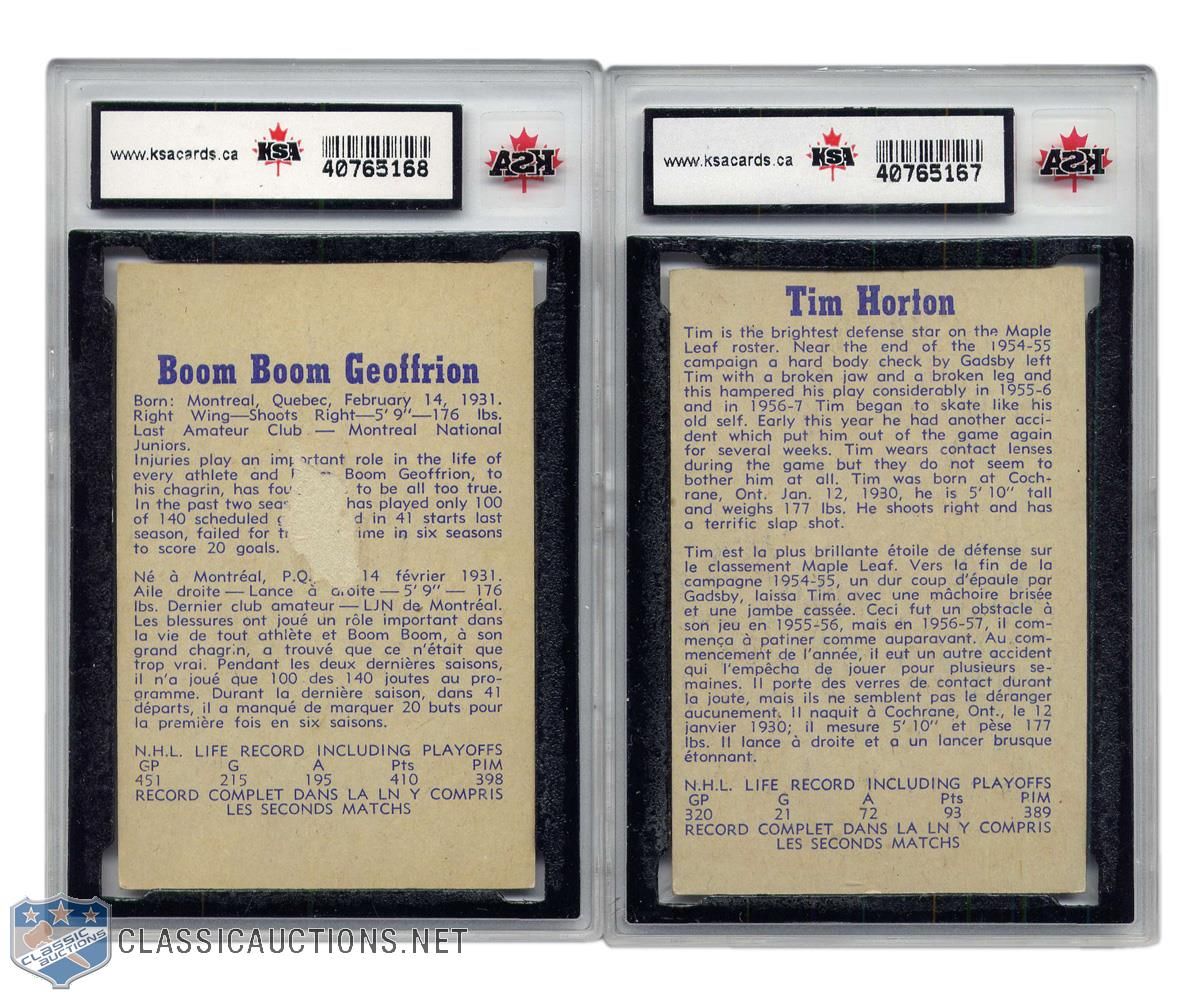 www.ksacards.ca
KSA
40765168
KSA
Boom Boom Geoffrion
Born: Montreal, Quebec, February 14, 1931.
Right Wing—Shoots Right—5' 9"—176 lbs.
Last Amateur Club — Montreal National
Juniors.
Injuries play an important role in the life of
every athlete and Boom Geoffrion, to
his chagrin, has to be all too true.
In the past two has played only 100
of 140 scheduled in 41 starts last
season, failed for in six seasons
to score 20 goals.
Né à Montréal, P.Q. 14 février 1931.
Aile droite — Lance à droite — 5' 9" — 176
lbs. Dernier club amateur — LJN de Montréal.
Les blessures ont joué un rôle important dans
la vie de tout athlète et Boom Boom, à son
grand chagrin, a trouvé que ce n'était que
trop vrai. Pendant les deux dernières saisons,
il n'a joué que 100 des 140 joutes au pro-
gramme. Durant la dernière saison, dans 41
départs, il a manqué de marquer 20 buts pour
la première fois en six saisons.
N.H.L. LIFE RECORD INCLUDING PLAYOFFS
GP G A Pts PIM
451 215 195 410 398
RECORD COMPLET DANS LA LN Y COMPRIS
LES SECONDS MATCHS
www.ksacards.ca
KSA
40765167
KSA
Tim Horton
Tim is the brightest defense star on the Maple
Leaf roster. Near the end of the 1954-55
campaign a hard body check by Gadsby left
Tim with a broken jaw and a broken leg and
this hampered his play considerably in 1955-6
and in 1956-7 Tim began to skate like his
old self. Early this year he had another acci-
dent which put him out of the game again
for several weeks. Tim wears contact lenses
during the game but they do not seem to
bother him at all. Tim was born at Coch-
rane, Ont. Jan. 12, 1930, he is 5' 10" tall
and weighs 177 lbs. He shoots right and has
a terrific slap shot.
Tim est la plus brillante étoile de défense sur
le classement Maple Leaf. Vers la fin de la
campagne 1954-55, un dur coup d'épaule par
Gadsby, laissa Tim avec une mâchoire brisée
et une jambe cassée. Ceci fut un obstacle à
son jeu en 1955-56, mais en 1956-57, il com-
mença à patiner comme auparavant. Au com-
mencement de l'année, il eut un autre accident
qui l'empêcha de jouer pour plusieurs se-
maines. Il porte des verres de contact durant
la joute, mais ils ne semblent pas le déranger
aucunement. Il naquit à Cochrane, Ont., le 12
janvier 1930; il mesure 5' 10" et pèse 177
lbs. Il lance à droite et a un lancer brusque
étonnant.
N.H.L. LIFE RECORD INCLUDING PLAYOFFS
GP G A Pts PIM
320 21 72 93 389
RECORD COMPLET DANS LA LN Y COMPRIS
LES SECONDS MATCHS
CLASSIC
AUCTIONS
CLASSICAUCTIONS.NET